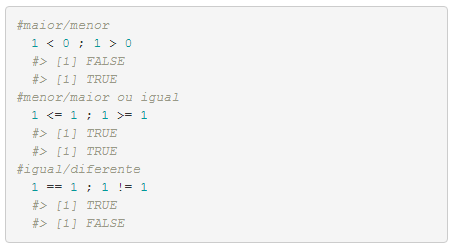 #maior/menor
1 < 0 ; 1 > 0
#> [1] FALSE
#> [1] TRUE
#menor/maior ou igual
1 <= 1 ; 1 >= 1
#> [1] TRUE
#> [1] TRUE
#igual/diferente
1 == 1 ; 1 != 1
#> [1] TRUE
#> [1] FALSE